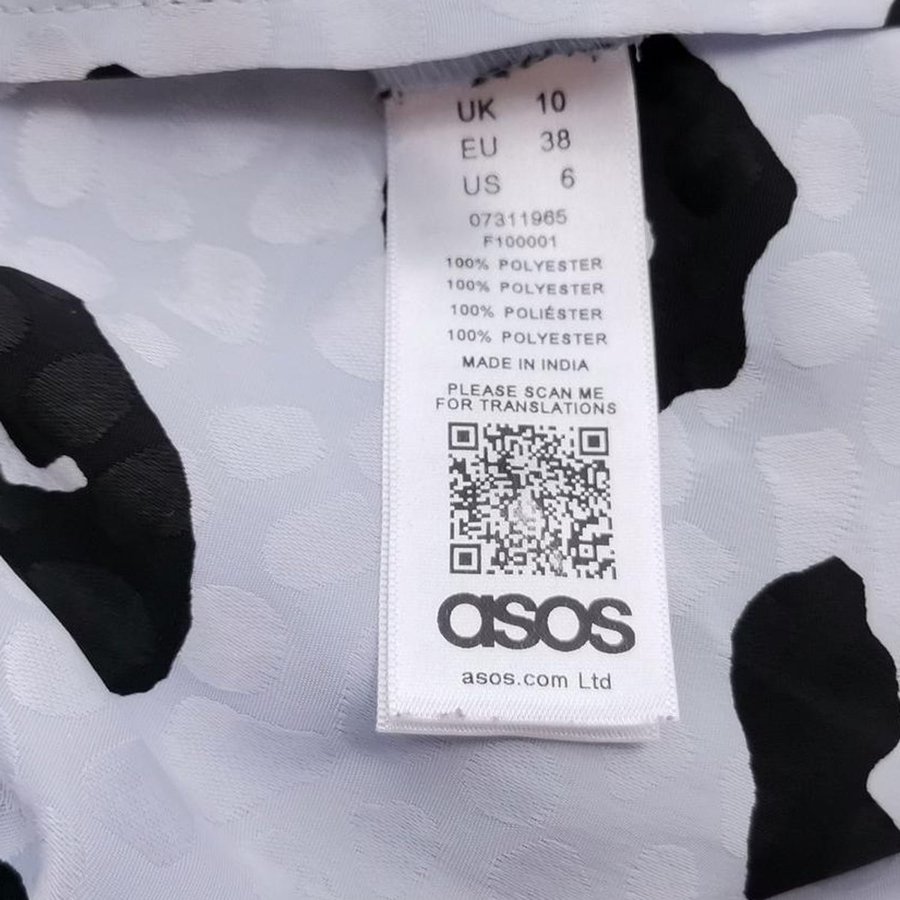 UK 10
EU 38
US 6
07311965
F100001
100% POLYESTER
100% POLYESTER
100% POLIÉSTER
100% POLYESTER
MADE IN INDIA
PLEASE SCAN ME
FOR TRANSLATIONS
asos
asos.com Ltd